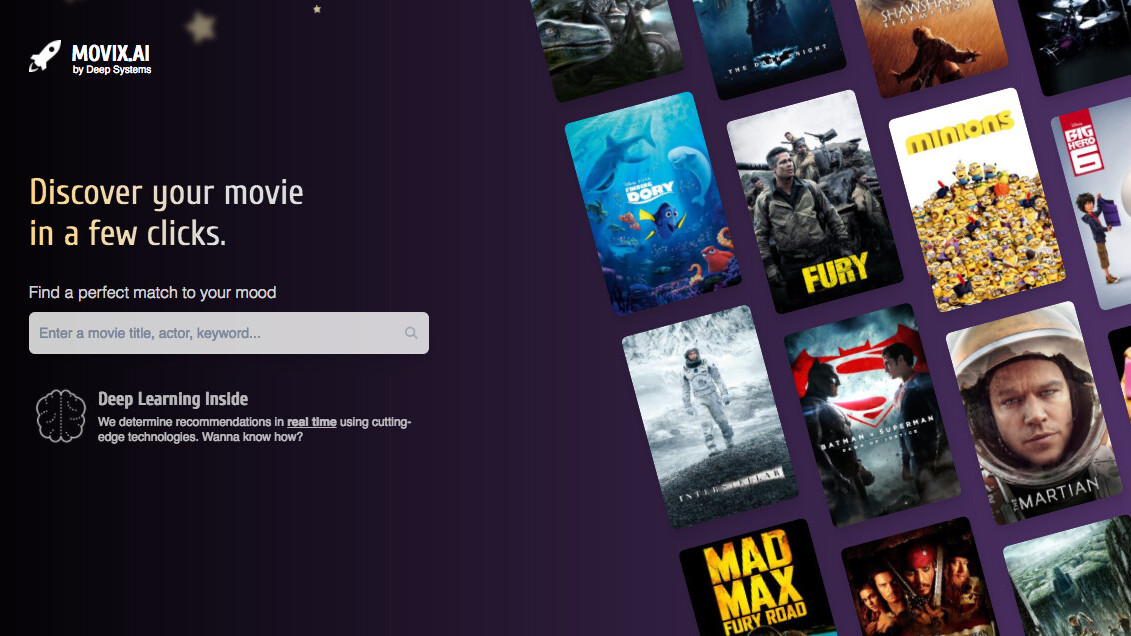 MOVIX.AI
by Deep Systems
Discover your movie
in a few clicks.
Find a perfect match to your mood
Enter a movie title, actor, keyword...
Deep Learning Inside
We determine recommendations in real time using cutting-
edge technologies. Wanna know how?
THE DARK KNIGHT
SHAWSHANK
REDEMPTION
Disney PIXAR
FINDING
DORY
FURY
MINIONS
Disney
BIG
HERO
6
INTERSTELLAR
BATMAN v SUPERMAN
DAWN OF JUSTICE
THE MARTIAN
MAD
MAX
FURY ROAD